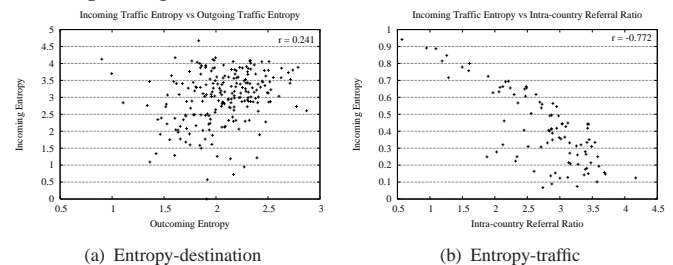 Incoming Traffic Entropy vs Outgoing Traffic Entropy
r = 0.241
5
4.5
4
3.5
3
2.5
2
1.5
1
0.5
0
Incoming Entropy
0.5 1 1.5 2 2.5 3
Outcoming Entropy
(a) Entropy-destination
Incoming Traffic Entropy vs Intra-country Referral Ratio
r = -0.772
1
0.9
0.8
0.7
0.6
0.5
0.4
0.3
0.2
0.1
0
Incoming Entropy
0.5 1 1.5 2 2.5 3 3.5 4 4.5
Intra-country Referral Ratio
(b) Entropy-traffic